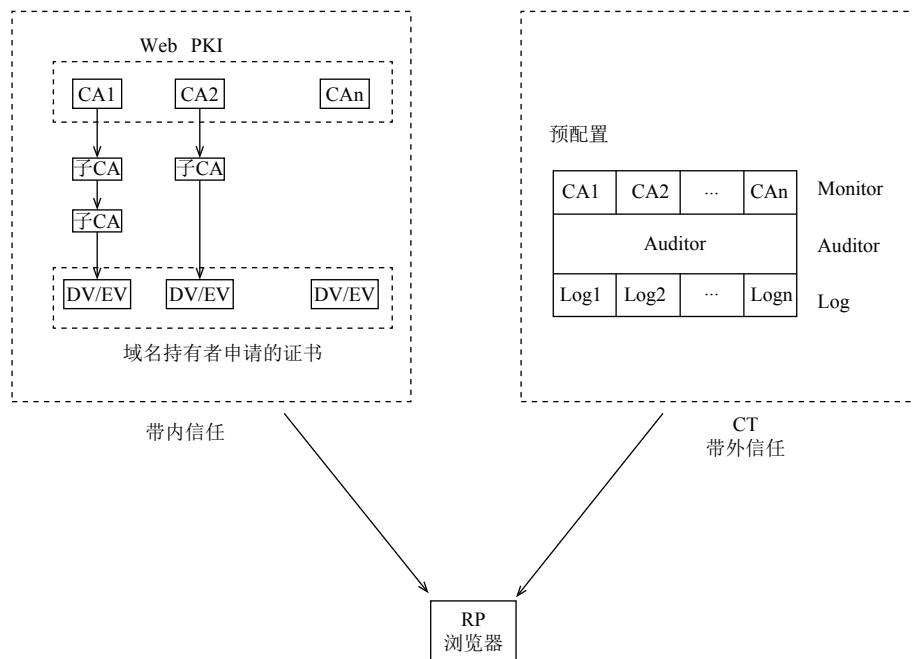 Web PKI
CA1 CA2 CAn
子CA 子CA
子CA
DV/EV DV/EV DV/EV
域名持有者申请的证书
带内信任
预配置
CA1 CA2 ... CAn Monitor
Auditor Auditor
Log1 Log2 ... Logn Log
CT
带外信任
RP
浏览器